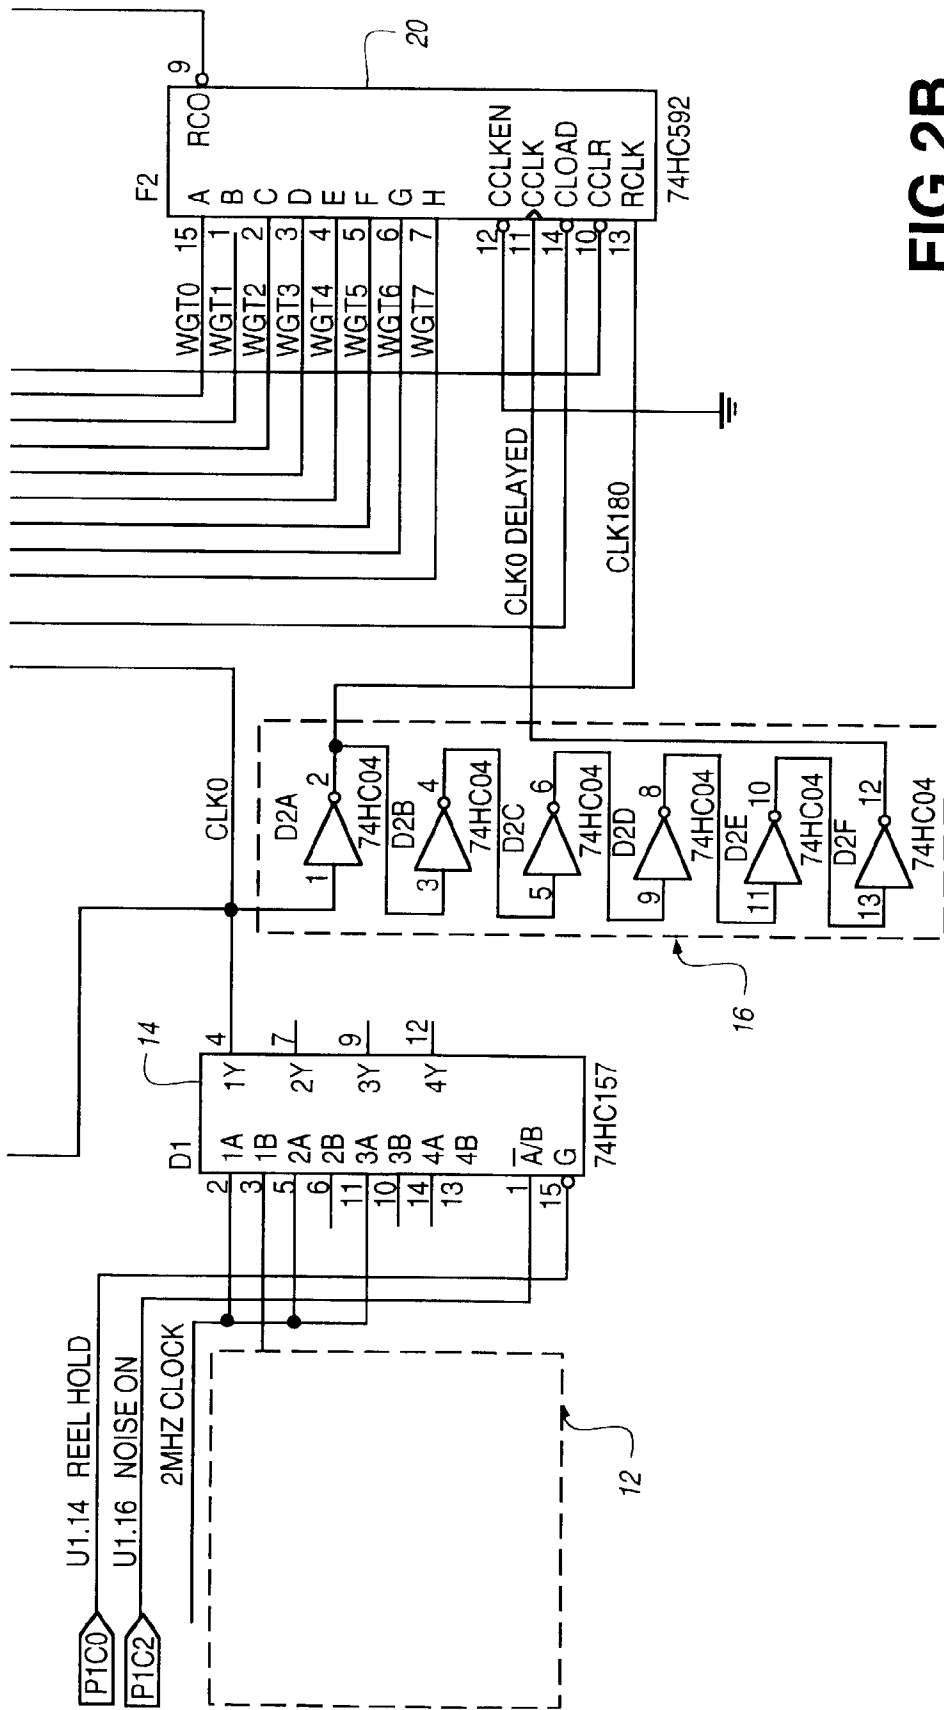 P1C0
U1.14 REEL HOLD
P1C2
U1.16 NOISE ON
2MHZ CLOCK
12
D1
14
2 1A 1Y 4
3 1B
5 2A 2Y 7
6 2B
11 3A 3Y 9
10 3B
14 4A 4Y 12
13 4B
1 A/B
15 G
74HC157
CLK0
16
D2A
1 2
74HC04
D2B
3 4
74HC04
D2C
5 6
74HC04
D2D
9 8
74HC04
D2E
11 10
74HC04
D2F
13 12
74HC04
CLK0 DELAYED
CLK180
F2
20
WGT0 15 A RCO 9
WGT1 1 B
WGT2 2 C
WGT3 3 D
WGT4 4 E
WGT5 5 F
WGT6 6 G
WGT7 7 H
12 CCLKEN
11 CCLK
14 CLOAD
10 CCLR
13 RCLK
74HC592
FIG 2B